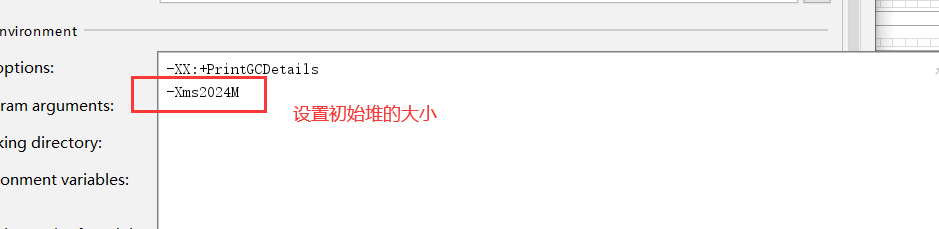 nvironment
options:
-XX:+PrintGCDetails
-Xms2024M
ram arguments:
设置初始堆的大小
king directory:
onment variables: